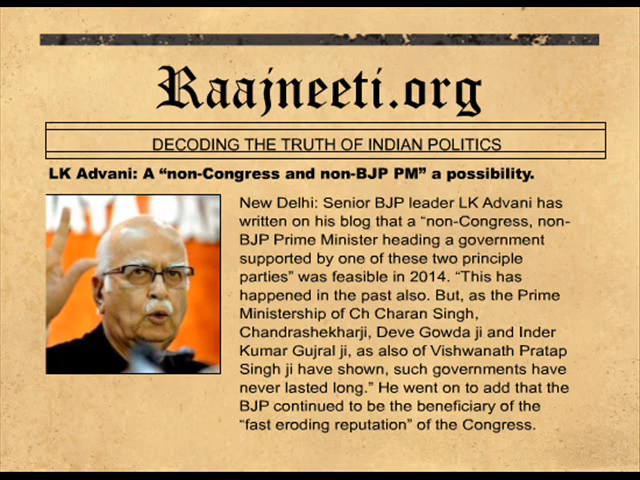 Raajneeti.org
DECODING THE TRUTH OF INDIAN POLITICS
LK Advani: A “non-Congress and non-BJP PM” a possibility.
New Delhi: Senior BJP leader LK Advani has
written on his blog that a “non-Congress, non-
BJP Prime Minister heading a government
supported by one of these two principle
parties” was feasible in 2014. “This has
happened in the past also. But, as the Prime
Ministership of Ch Charan Singh,
Chandrashekharji, Deve Gowda ji and Inder
Kumar Gujral ji, as also of Vishwanath Pratap
Singh ji have shown, such governments have
never lasted long.” He went on to add that the
BJP continued to be the beneficiary of the
“fast eroding reputation” of the Congress.